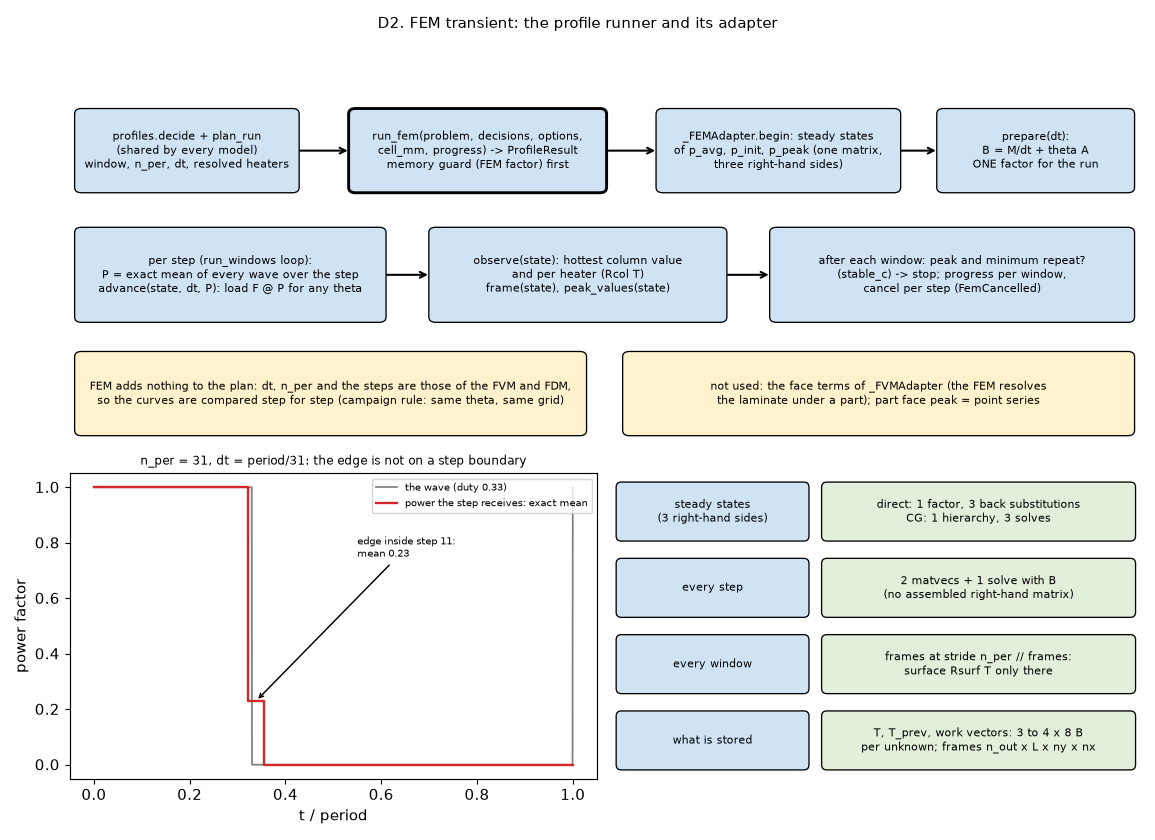 D2. FEM transient: the profile runner and its adapter
profiles.decide + plan_run
(shared by every model)
window, n_per, dt, resolved heaters
run_fem(problem, decisions, options,
cell_mm, progress) -> ProfileResult
memory guard (FEM factor) first
_FEMAdapter.begin: steady states
of p_avg, p_init, p_peak (one matrix,
three right-hand sides)
prepare(dt):
B = M/dt + theta A
ONE factor for the run
per step (run_windows loop):
P = exact mean of every wave over the step
advance(state, dt, P): load F @ P for any theta
observe(state): hottest column value
and per heater (Rcol T)
frame(state), peak_values(state)
after each window: peak and minimum repeat?
(stable_c) -> stop; progress per window,
cancel per step (FemCancelled)
FEM adds nothing to the plan: dt, n_per and the steps are those of the FVM and FDM,
so the curves are compared step for step (campaign rule: same theta, same grid)
not used: the face terms of _FVMAdapter (the FEM resolves
the laminate under a part); part face peak = point series
n_per = 31, dt = period/31: the edge is not on a step boundary
the wave (duty 0.33)
power the step receives: exact mean
edge inside step 11:
mean 0.23
power factor
1.0
0.8
0.6
0.4
0.2
0.0
0.0 0.2 0.4 0.6 0.8 1.0
t / period
steady states
(3 right-hand sides)
direct: 1 factor, 3 back substitutions
CG: 1 hierarchy, 3 solves
every step
2 matvecs + 1 solve with B
(no assembled right-hand matrix)
every window
frames at stride n_per // frames:
surface Rsurf T only there
what is stored
T, T_prev, work vectors: 3 to 4 x 8 B
per unknown; frames n_out x L x ny x nx